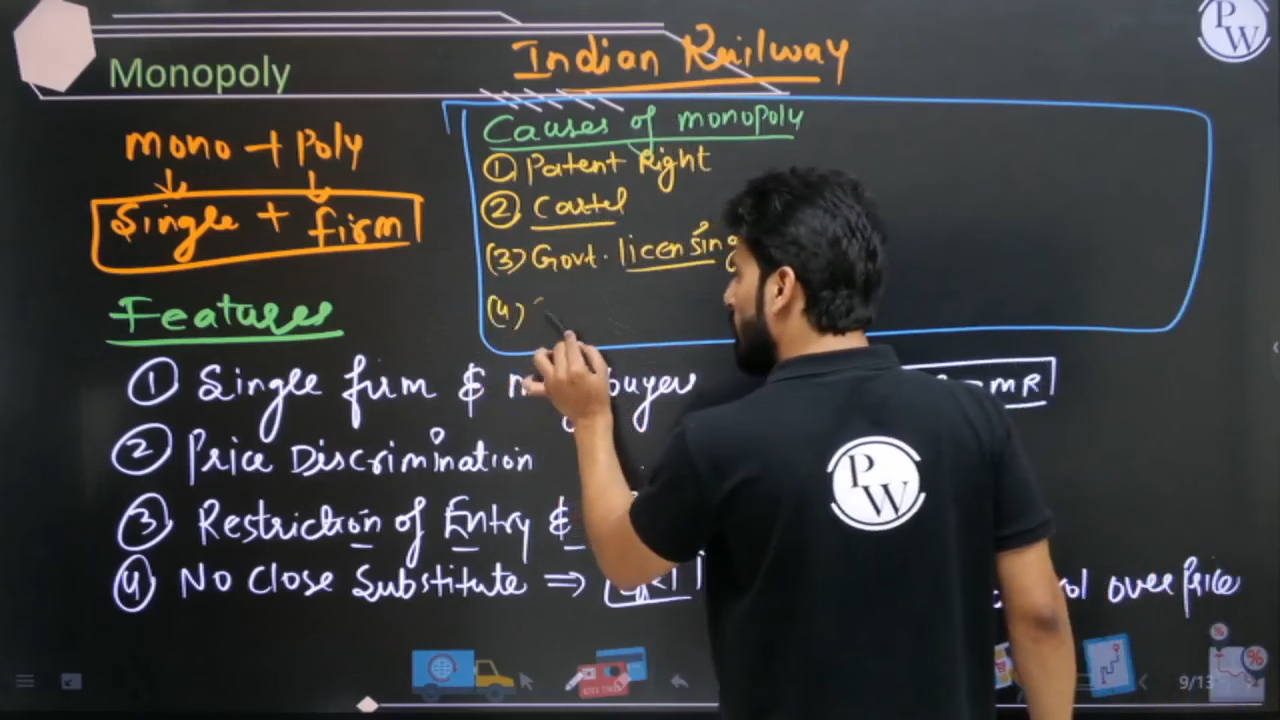 PW
Indian Railway
Monopoly
Causes of monopoly
mono + Poly
(1) Patent Right
(2) Cartel
Single + firm
(3) Govt. licensing
(4)
Features
(1) Single firm & buyer
MR
(2) Price Discrimination
(3) Restriction of Entry &
(4) No Close Substitute ⇒
over Price
PW
9/13